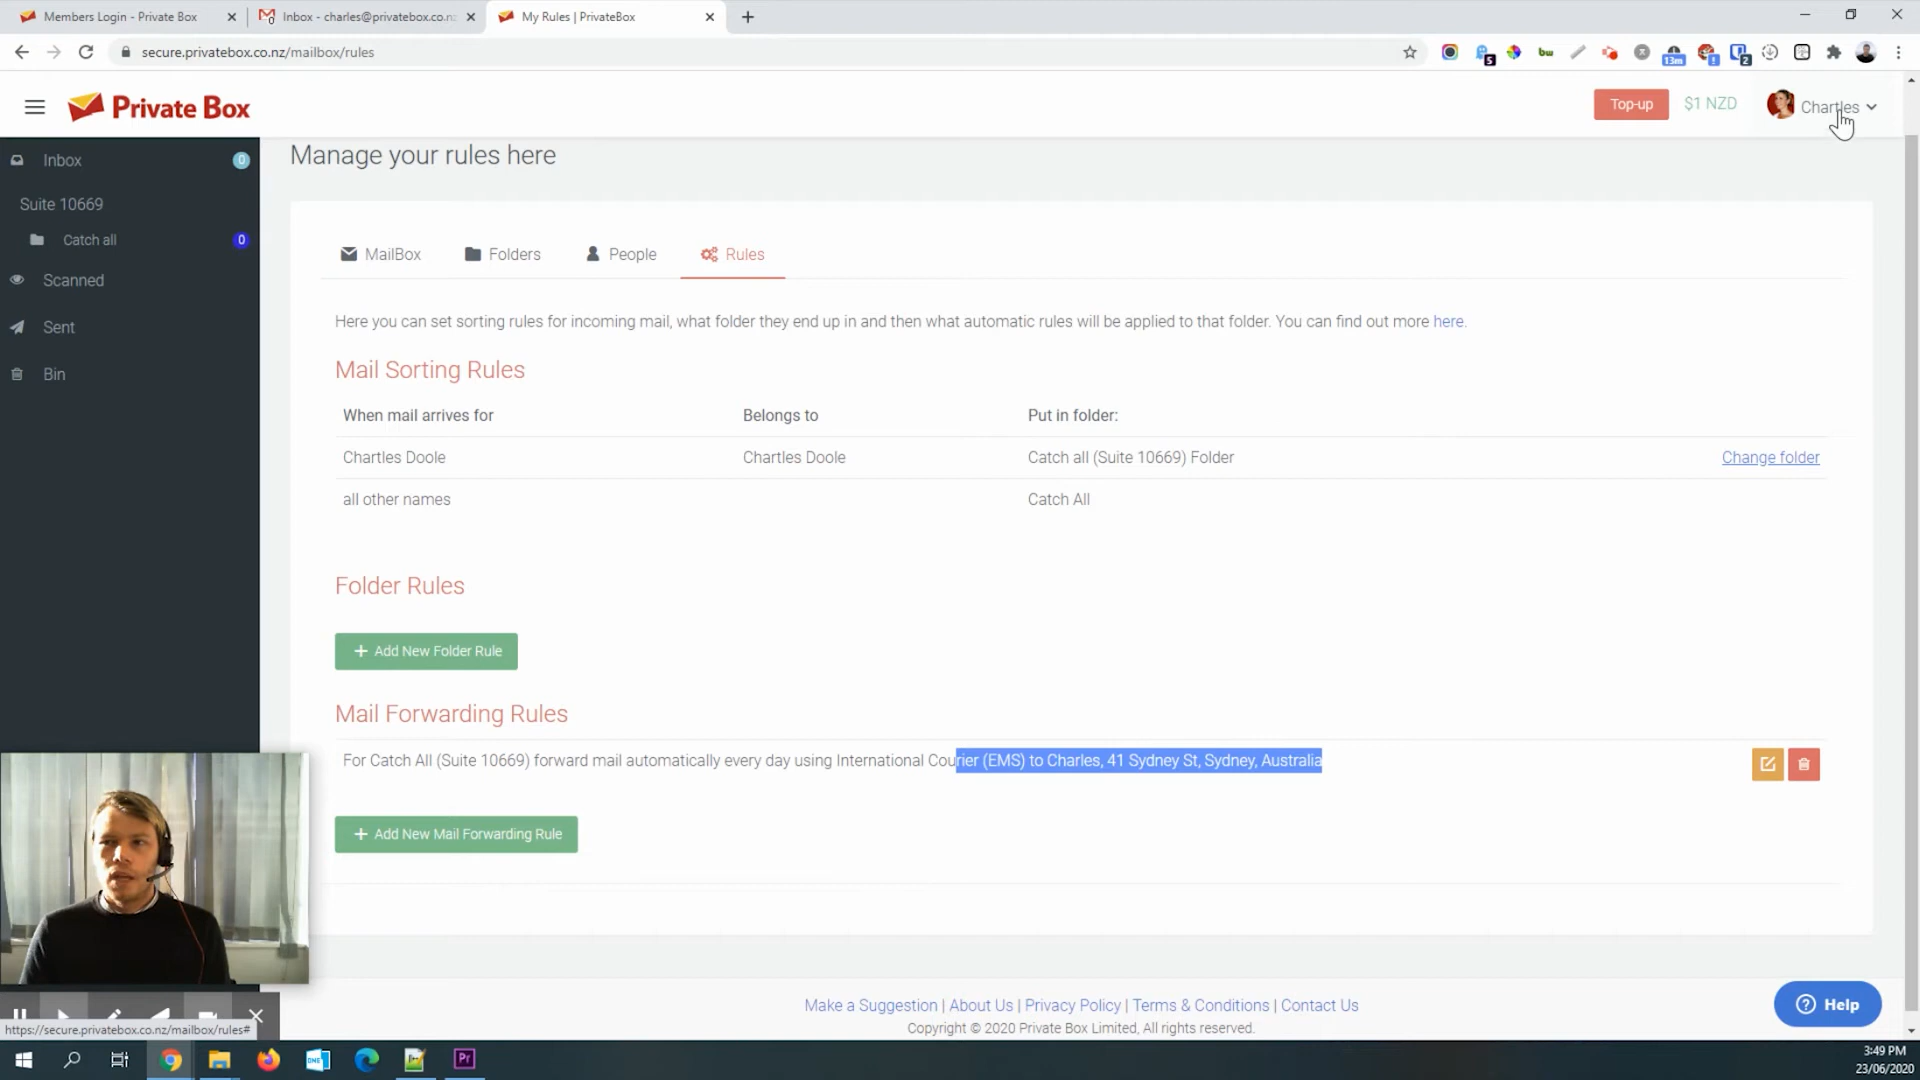 Members Login - Private Box
Inbox - charles@privatebox.co.nz
My Rules | PrivateBox
secure.privatebox.co.nz/mailbox/rules
5
bw
13m
!
2
Private Box
Top-up
$1 NZD
Chartles
Inbox
0
Suite 10669
Catch all
0
Scanned
Sent
Bin
Manage your rules here
MailBox
Folders
People
Rules
Here you can set sorting rules for incoming mail, what folder they end up in and then what automatic rules will be applied to that folder. You can find out more here.
Mail Sorting Rules
When mail arrives for
Belongs to
Put in folder:
Chartles Doole
Chartles Doole
Catch all (Suite 10669) Folder
Change folder
all other names
Catch All
Folder Rules
+ Add New Folder Rule
Mail Forwarding Rules
For Catch All (Suite 10669) forward mail automatically every day using International Courier (EMS) to Charles, 41 Sydney St, Sydney, Australia
+ Add New Mail Forwarding Rule
Make a Suggestion | About Us | Privacy Policy | Terms & Conditions | Contact Us
Copyright © 2020 Private Box Limited, All rights reserved.
Help
https://secure.privatebox.co.nz/mailbox/rules#
Pr
3:49 PM
23/06/2020